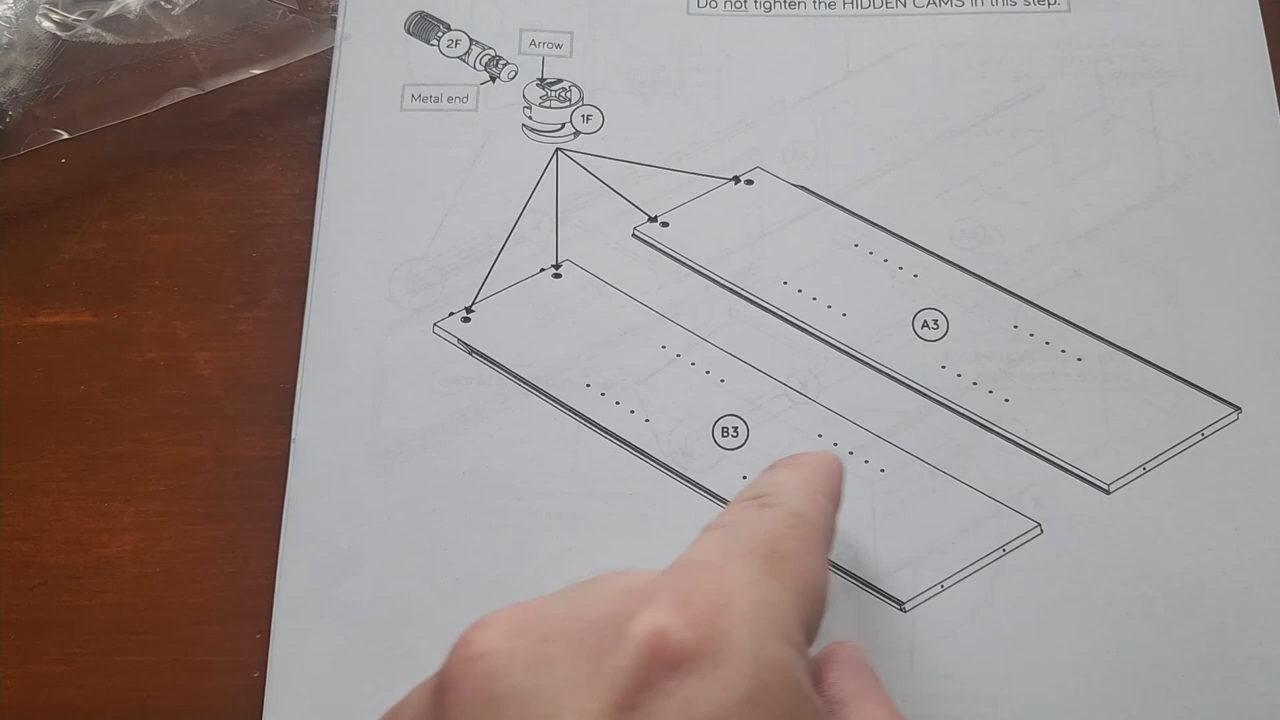 Do not tighten the HIDDEN CAMS in this step.
2F
Arrow
Metal end
1F
A3
B3